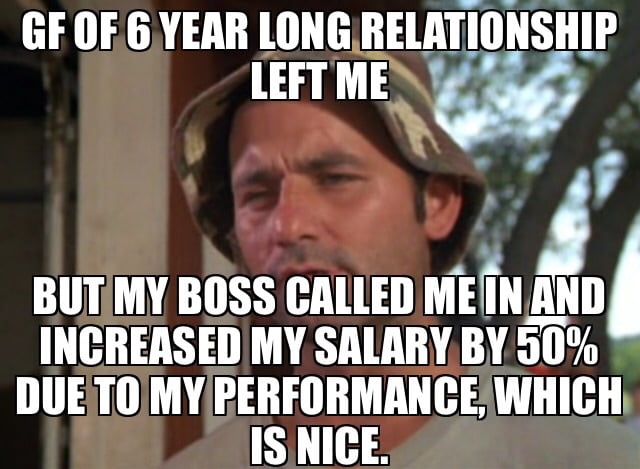 GF OF 6 YEAR LONG RELATIONSHIP
LEFT ME
BUT MY BOSS CALLED ME IN AND
INCREASED MY SALARY BY 50%
DUE TO MY PERFORMANCE, WHICH
IS NICE.